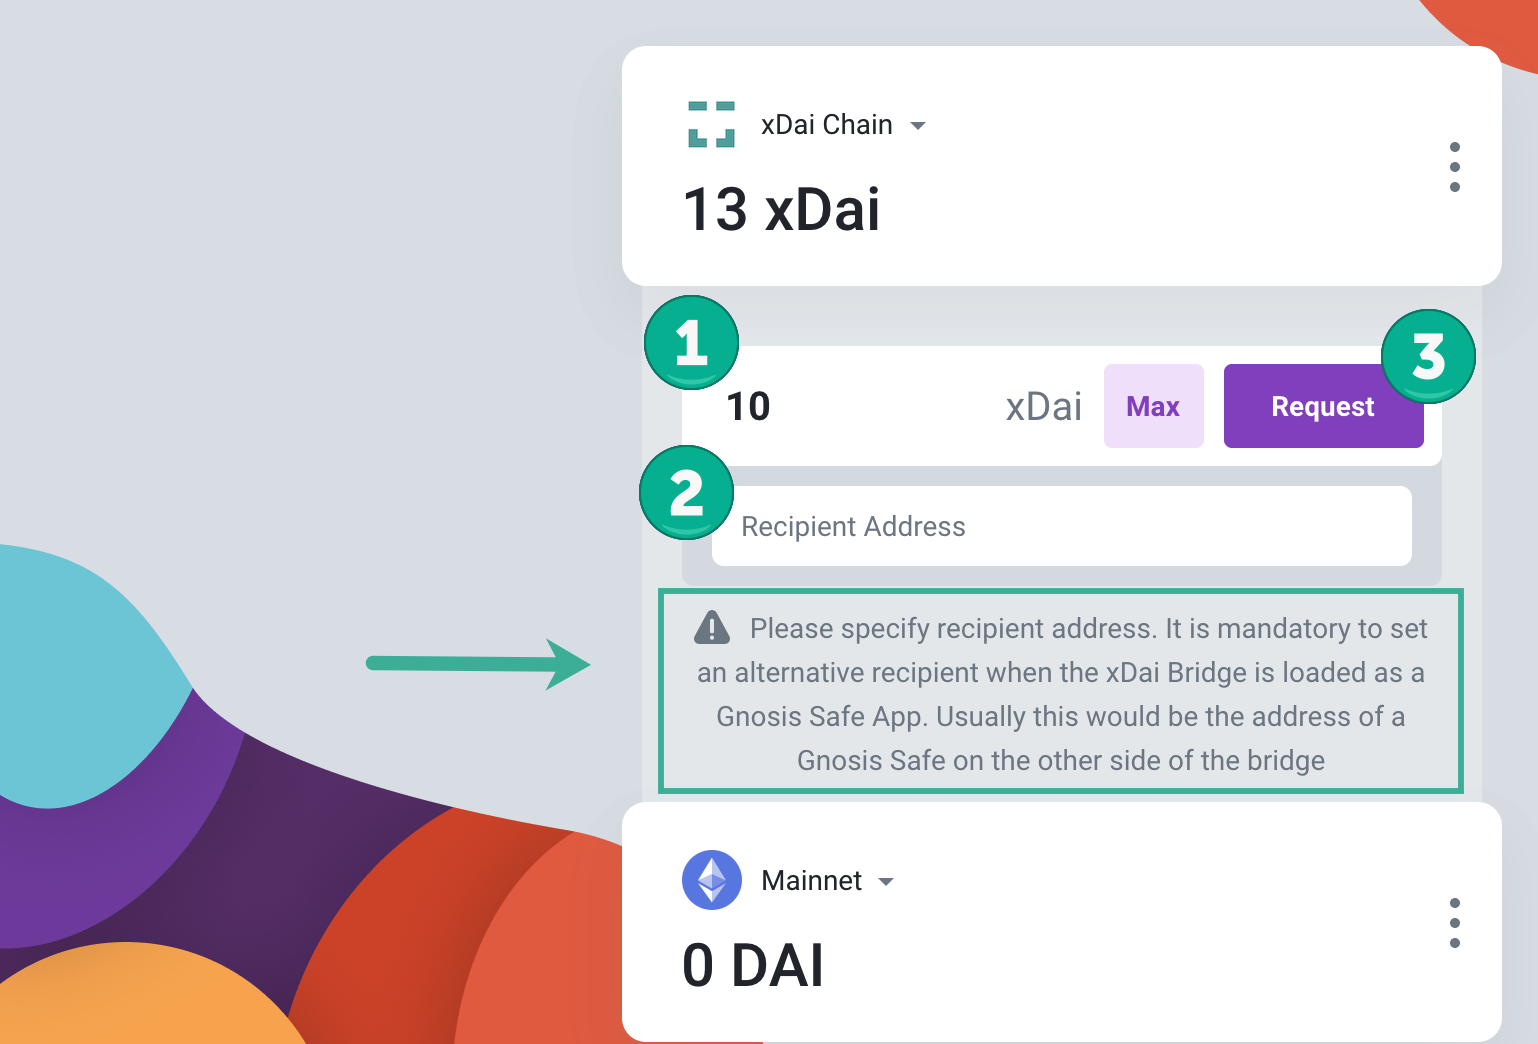 xDai Chain
13 xDai
1
3
10 xDai Max Request
2
Recipient Address
Please specify recipient address. It is mandatory to set
an alternative recipient when the xDai Bridge is loaded as a
Gnosis Safe App. Usually this would be the address of a
Gnosis Safe on the other side of the bridge
Mainnet
0 DAI